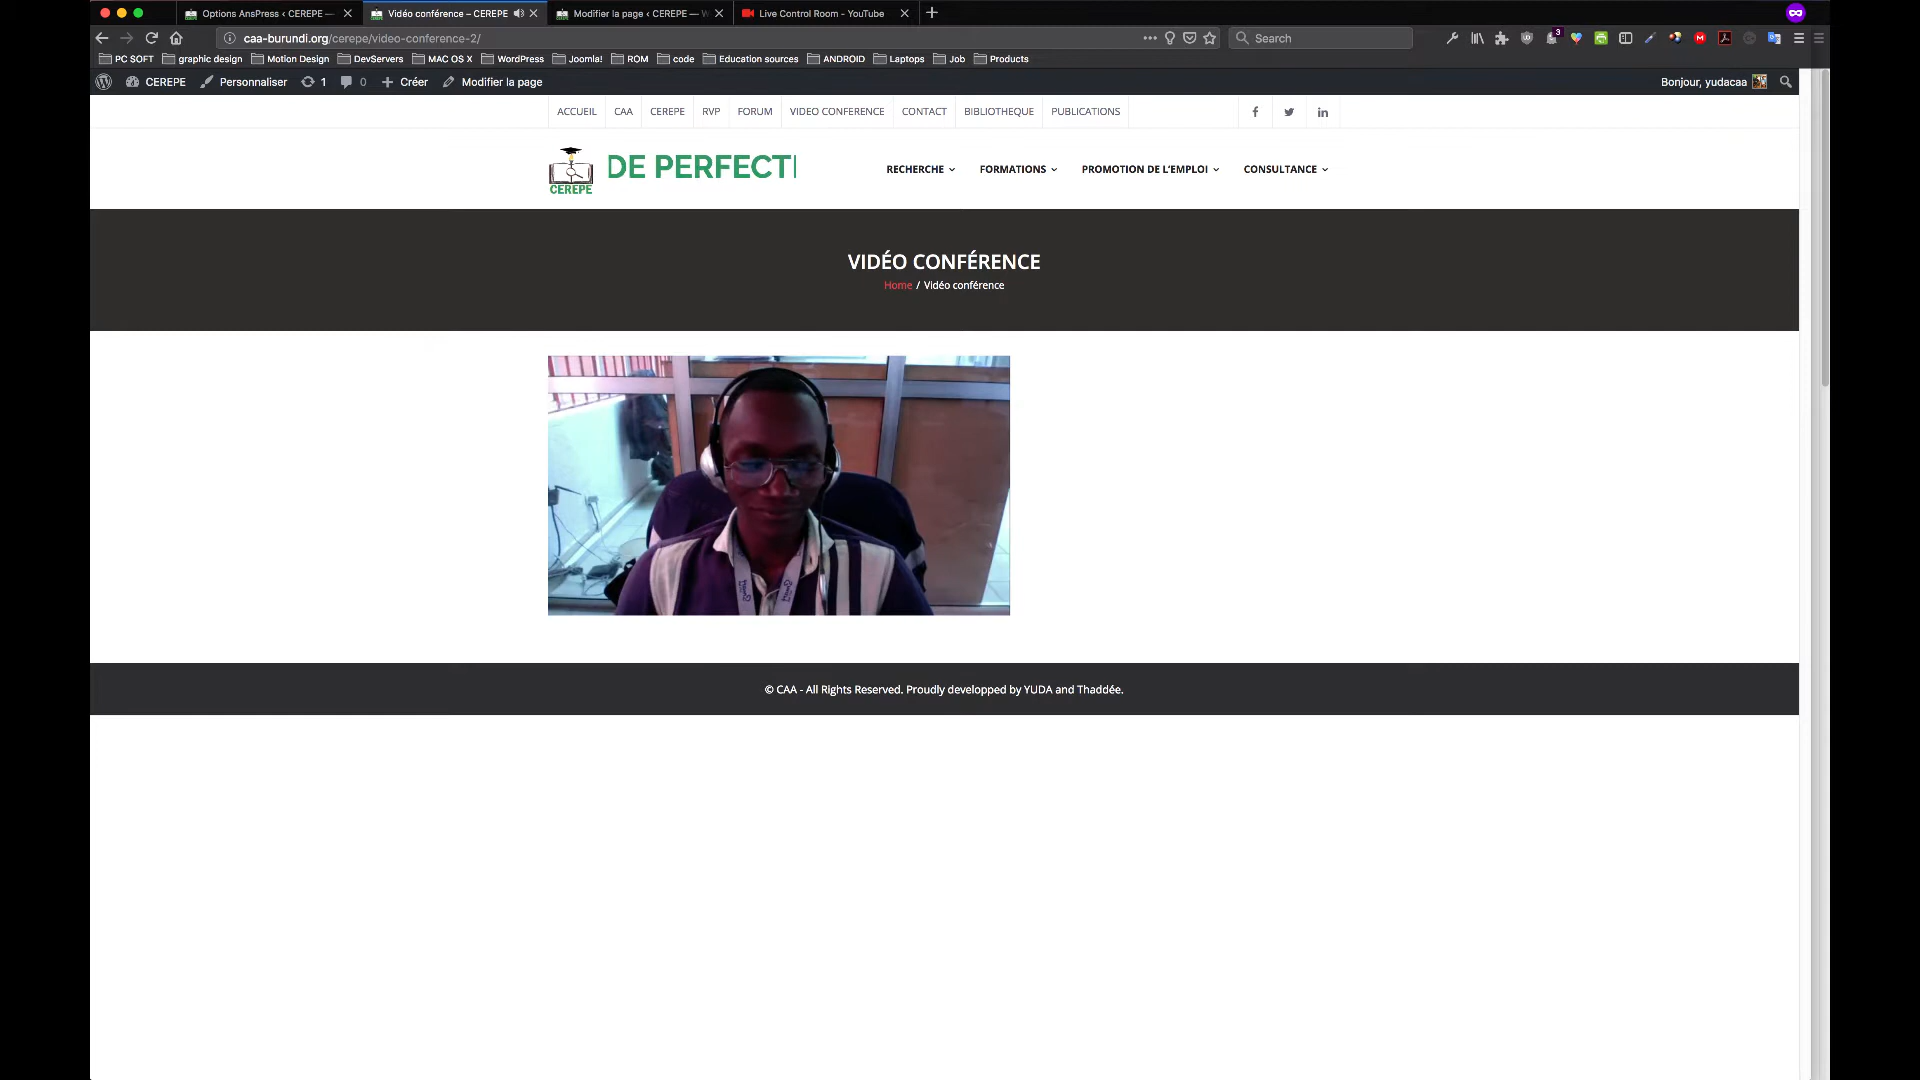 Options AnsPress ‹ CEREPE —
Vidéo conférence – CEREPE
Modifier la page ‹ CEREPE — W
Live Control Room - YouTube
caa-burundi.org/cerepe/video-conference-2/
Search
3
PC SOFT graphic design Motion Design DevServers MAC OS X WordPress Joomla! ROM code Education sources ANDROID Laptops Job Products
CEREPE Personnaliser 1 0 Créer Modifier la page
Bonjour, yudacaa
ACCUEIL CAA CEREPE RVP FORUM VIDEO CONFERENCE CONTACT BIBLIOTHEQUE PUBLICATIONS
CEREPE
DE PERFECTI
RECHERCHE FORMATIONS PROMOTION DE L'EMPLOI CONSULTANCE
VIDÉO CONFÉRENCE
Home / Vidéo conférence
© CAA - All Rights Reserved. Proudly developped by YUDA and Thaddée.